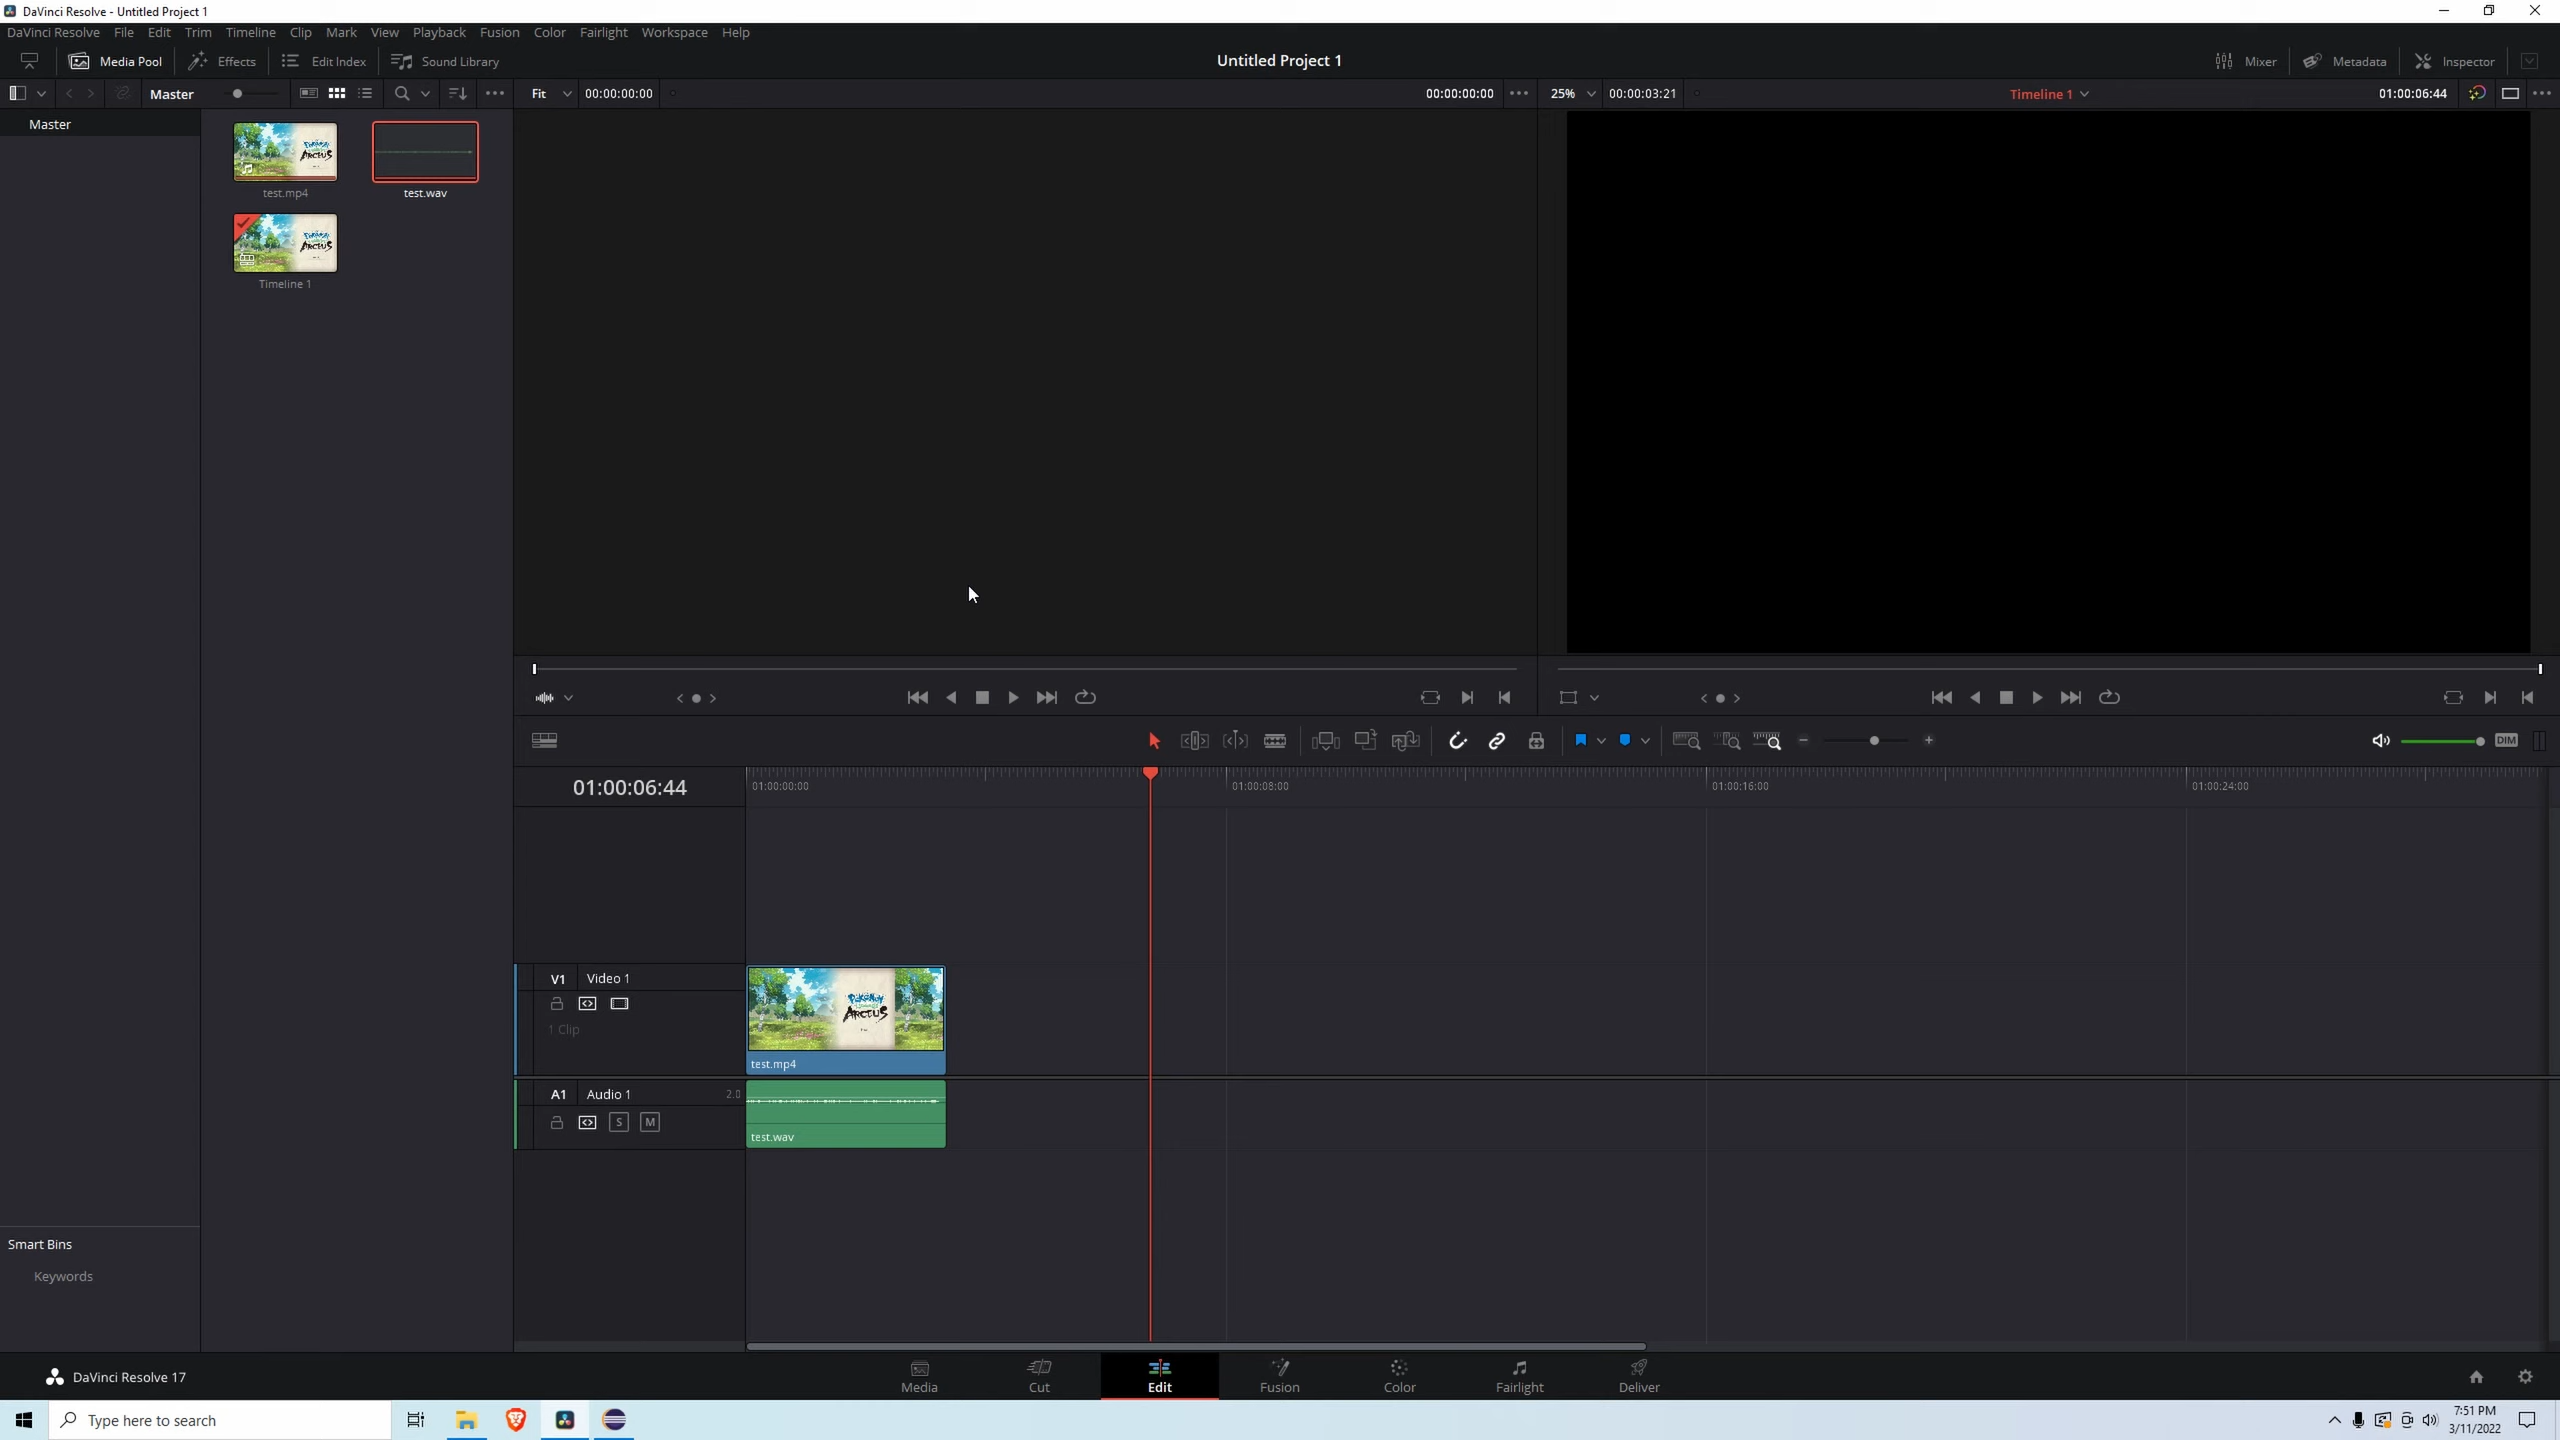 DaVinci Resolve - Untitled Project 1
DaVinci Resolve File Edit Trim Timeline Clip Mark View Playback Fusion Color Fairlight Workspace Help
Media Pool Effects Edit Index Sound Library Untitled Project 1 Mixer Metadata Inspector
Master Fit 00:00:00:00 00:00:00:00 25% 00:00:03:21 Timeline 1 01:00:06:44
Master
test.mp4 test.wav
Timeline 1
DIM
01:00:06:44 01:00:00:00 01:00:08:00 01:00:16:00 01:00:24:00
V1 Video 1
1 Clip
POKÉMON
ARCEUS
test.mp4
A1 Audio 1 2.0
S M
test.wav
Smart Bins
Keywords
DaVinci Resolve 17 Media Cut Edit Fusion Color Fairlight Deliver
Type here to search 7:51 PM
3/11/2022